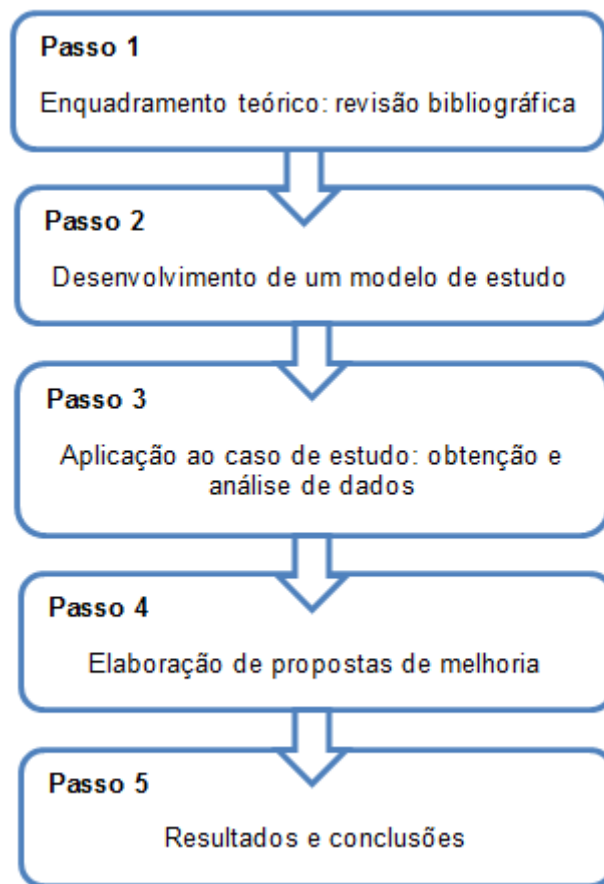 Passo 1
Enquadramento teórico: revisão bibliográfica
Passo 2
Desenvolvimento de um modelo de estudo
Passo 3
Aplicação ao caso de estudo: obtenção e
análise de dados
Passo 4
Elaboração de propostas de melhoria
Passo 5
Resultados e conclusões